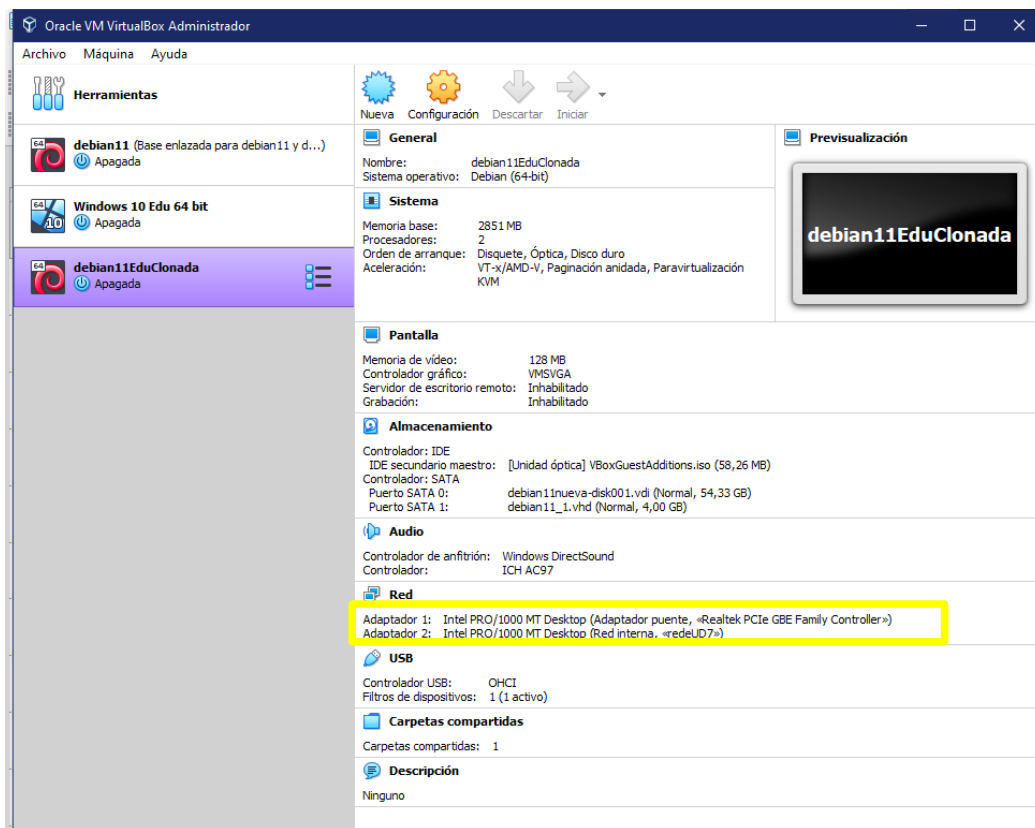 Oracle VM VirtualBox Administrador
Archivo Máquina Ayuda
Herramientas
64
debian11 (Base enlazada para debian11 y d...)
Apagada
64
10
Windows 10 Edu 64 bit
Apagada
64
debian11EduClonada
Apagada
Nueva Configuración Descartar Iniciar
General
Nombre: debian11EduClonada
Sistema operativo: Debian (64-bit)
Sistema
Memoria base: 2851 MB
Procesadores: 2
Orden de arranque: Disquete, Óptica, Disco duro
Aceleración: VT-x/AMD-V, Paginación anidada, Paravirtualización
KVM
Previsualización
debian11EduClonada
Pantalla
Memoria de vídeo: 128 MB
Controlador gráfico: VMSVGA
Servidor de escritorio remoto: Inhabilitado
Grabación: Inhabilitado
Almacenamiento
Controlador: IDE
IDE secundario maestro: [Unidad óptica] VBoxGuestAdditions.iso (58,26 MB)
Controlador: SATA
Puerto SATA 0: debian11nueva-disk001.vdi (Normal, 54,33 GB)
Puerto SATA 1: debian11_1.vhd (Normal, 4,00 GB)
Audio
Controlador de anfitrión: Windows DirectSound
Controlador: ICH AC97
Red
Adaptador 1: Intel PRO/1000 MT Desktop (Adaptador puente, «Realtek PCIe GBE Family Controller»)
Adaptador 2: Intel PRO/1000 MT Desktop (Red interna, «redeUD7»)
USB
Controlador USB: OHCI
Filtros de dispositivos: 1 (1 activo)
Carpetas compartidas
Carpetas compartidas: 1
Descripción
Ninguno